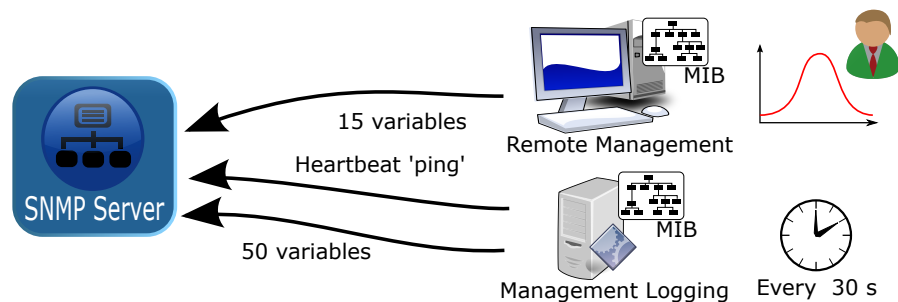 MIB
15 variables
Remote Management
Heartbeat 'ping'
SNMP Server
MIB
50 variables
Management Logging
Every 30 s